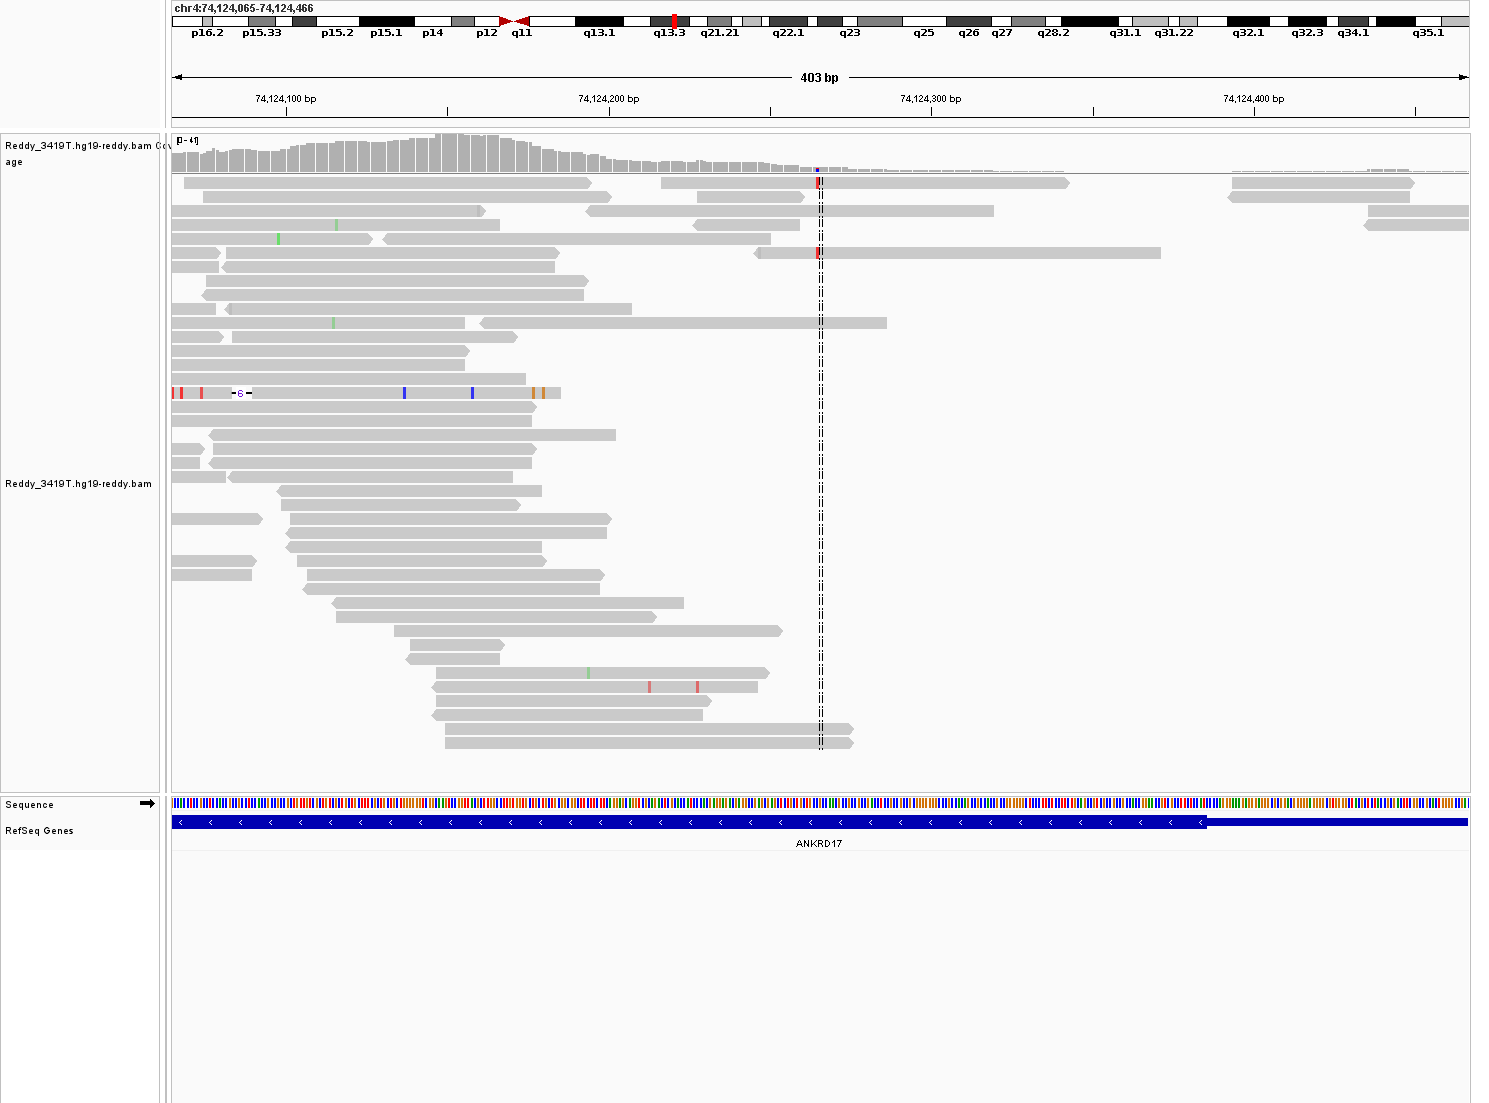 chr4:74,124,065-74,124,466
p16.2 p15.33 p15.2 p15.1 p14 p12 q11 q13.1 q13.3 q21.21 q22.1 q23 q25 q26 q27 q28.2 q31.1 q31.22 q32.1 q32.3 q34.1 q35.1
403 bp
74,124,100 bp 74,124,200 bp 74,124,300 bp 74,124,400 bp
[0 - 41]
Reddy_3419T.hg19-reddy.bam Cov
age
6
Reddy_3419T.hg19-reddy.bam
Sequence
RefSeq Genes
ANKRD17